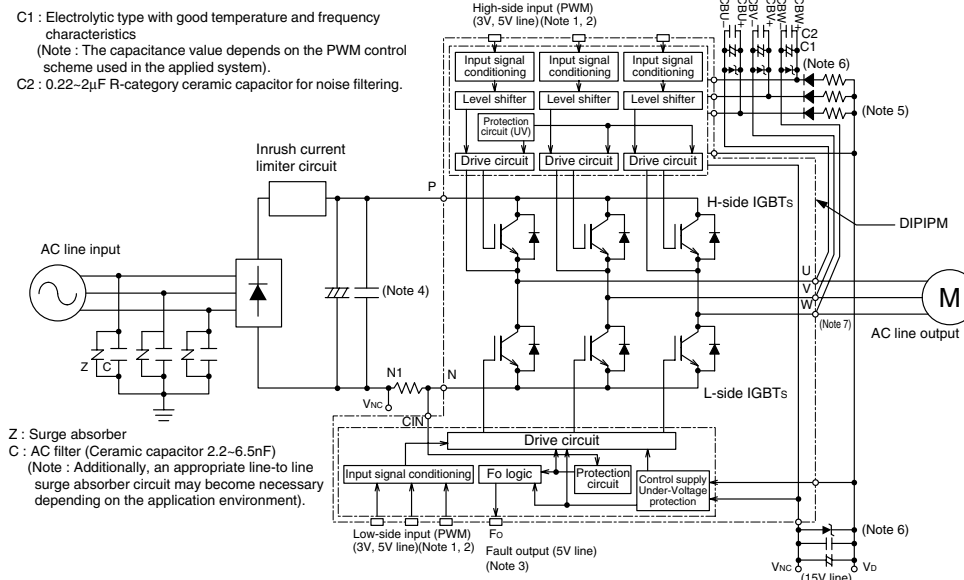 C1 : Electrolytic type with good temperature and frequency
characteristics
(Note : The capacitance value depends on the PWM control
scheme used in the applied system).
C2 : 0.22~2μF R-category ceramic capacitor for noise filtering.
High-side input (PWM)
(3V, 5V line)(Note 1, 2)
CBU–
CBU+
CBV–
CBV+
CBW–
CBW+
C2
C1
(Note 6)
(Note 5)
Input signal
conditioning
Input signal
conditioning
Input signal
conditioning
Level shifter
Level shifter
Level shifter
Protection
circuit (UV)
Drive circuit
Drive circuit
Drive circuit
Inrush current
limiter circuit
P
H-side IGBTs
DIPIPM
AC line input
(Note 4)
U
V
W
(Note 7)
M
AC line output
Z
C
N1
N
VNC
CIN
L-side IGBTs
Z : Surge absorber
C : AC filter (Ceramic capacitor 2.2~6.5nF)
(Note : Additionally, an appropriate line-to line
surge absorber circuit may become necessary
depending on the application environment).
Drive circuit
Input signal conditioning
Fo logic
Protection
circuit
Control supply
Under-Voltage
protection
Low-side input (PWM)
(3V, 5V line)(Note 1, 2)
FO
Fault output (5V line)
(Note 3)
(Note 6)
VNC
VD
(15V line)